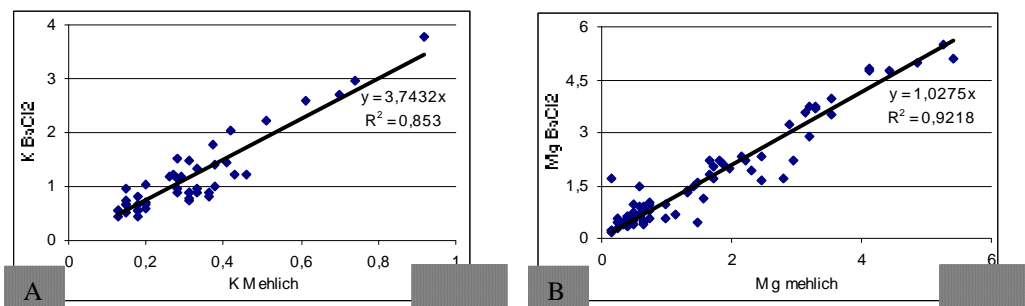 4
3
2
1
0
0
0,2
0,4
0,6
0,8
1
K BaCl2
K Mehlich
y = 3,7432x
R² = 0,853
A
6
4,5
3
1,5
0
0
2
4
6
Mg BaCl2
Mg mehlich
y = 1,0275x
R² = 0,9218
B